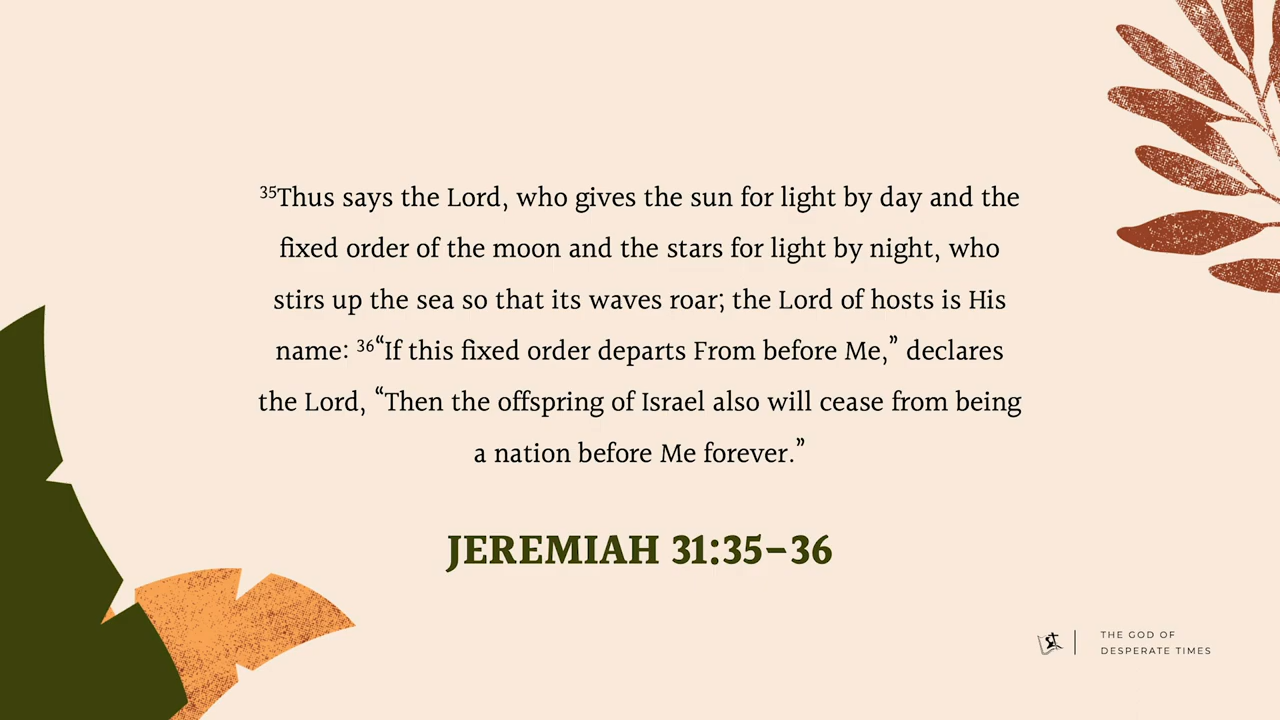 ³⁵Thus says the Lord, who gives the sun for light by day and the
fixed order of the moon and the stars for light by night, who
stirs up the sea so that its waves roar; the Lord of hosts is His
name: ³⁶“If this fixed order departs From before Me,” declares
the Lord, “Then the offspring of Israel also will cease from being
a nation before Me forever.”
JEREMIAH 31:35–36
THE GOD OF
DESPERATE TIMES